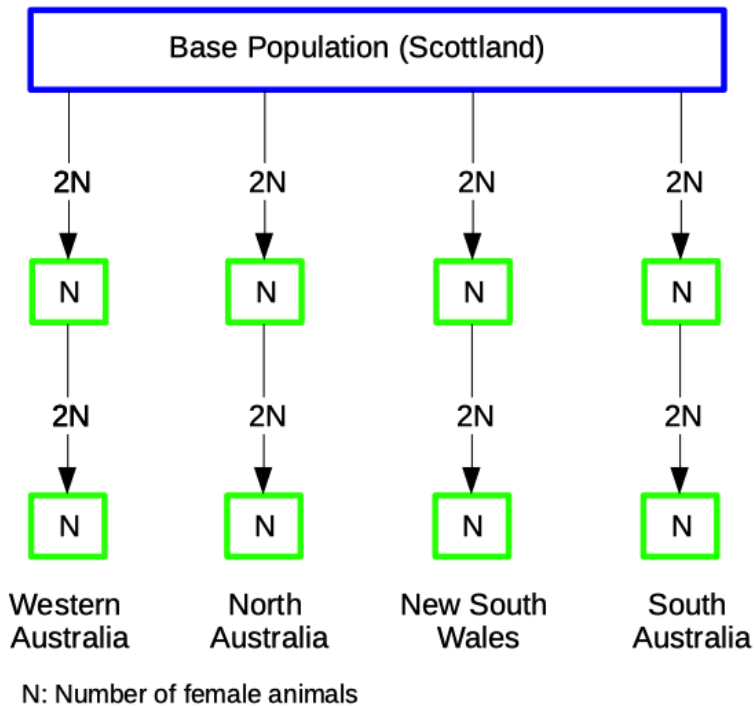 Base Population (Scottland)
2N 2N 2N 2N
N N N N
2N 2N 2N 2N
N N N N
Western Australia
North Australia
New South Wales
South Australia
N: Number of female animals